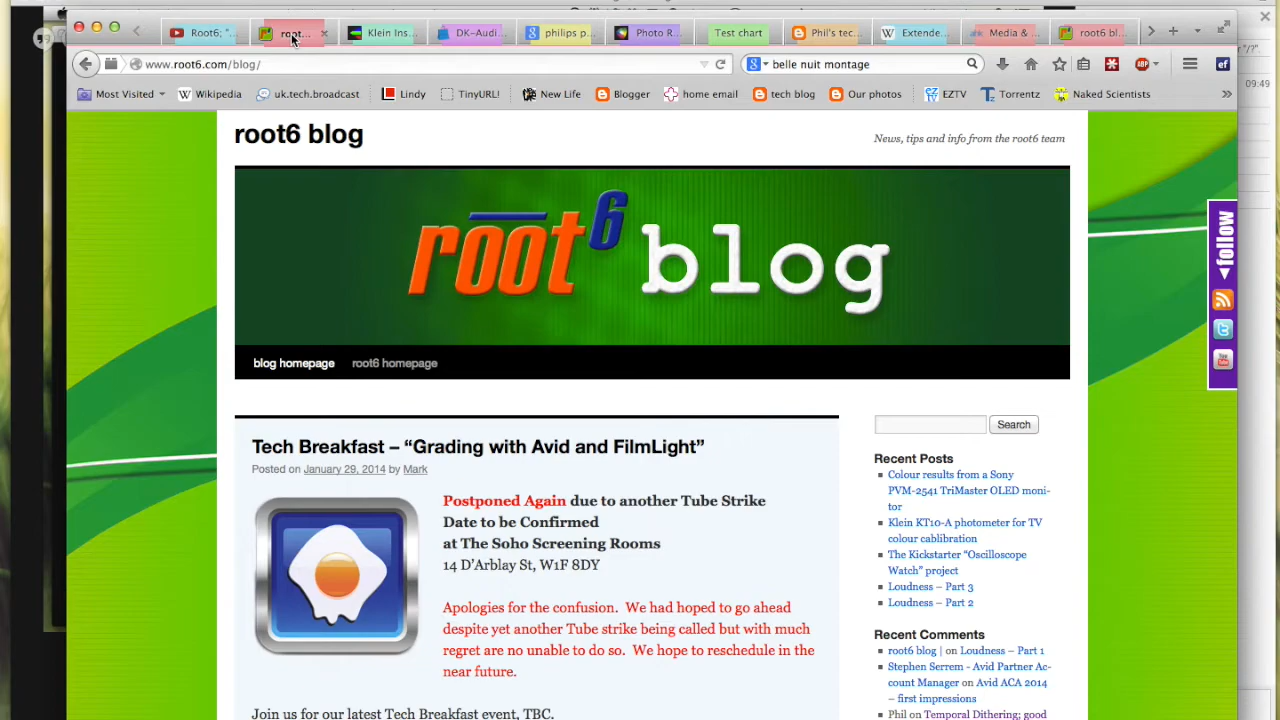 Root6; "...
root...
Klein Ins...
DK-Audi...
philips p...
Photo R...
Test chart
Phil's tec...
Extende...
Media & ...
root6 bl...
www.root6.com/blog/
belle nuit montage
Most Visited
Wikipedia
uk.tech.broadcast
Lindy
TinyURL!
New Life
Blogger
home email
tech blog
Our photos
EZTV
Torrentz
Naked Scientists
09:49
root6 blog
News, tips and info from the root6 team
root6 blog
follow
blog homepage
root6 homepage
Tech Breakfast – “Grading with Avid and FilmLight”
Posted on January 29, 2014 by Mark
Postponed Again due to another Tube Strike
Date to be Confirmed
at The Soho Screening Rooms
14 D’Arblay St, W1F 8DY
Apologies for the confusion. We had hoped to go ahead
despite yet another Tube strike being called but with much
regret are no unable to do so. We hope to reschedule in the
near future.
Join us for our latest Tech Breakfast event, TBC.
Search
Recent Posts
Colour results from a Sony
PVM-2541 TriMaster OLED moni-
tor
Klein KT10-A photometer for TV
colour cablibration
The Kickstarter “Oscilloscope
Watch” project
Loudness – Part 3
Loudness – Part 2
Recent Comments
root6 blog | on Loudness – Part 1
Stephen Serrem - Avid Partner Ac-
count Manager on Avid ACA 2014
– first impressions
Phil on Temporal Dithering; good